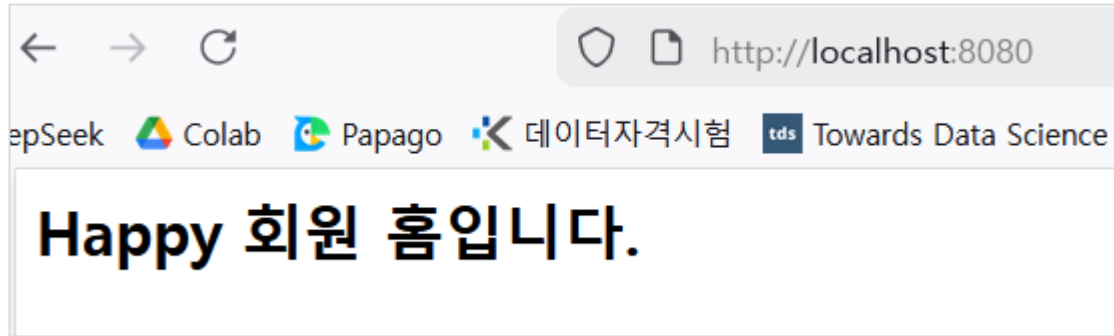 http://localhost:8080
epSeek Colab Papago 데이터자격시험 tds Towards Data Science
Happy 회원 홈입니다.